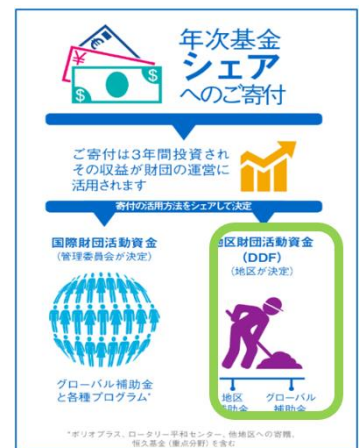 年次基金
シェア
へのご寄付
ご寄付は3年間投資され
その収益が財団の運営に
活用されます
寄付の活用方法をシェアして決定
国際財団活動資金
(管理委員会が決定)
地区財団活動資金
(DDF)
(地区が決定)
グローバル補助金
と各種プログラム*
地区 グローバル
補助金 補助金
*ポリオプラス、ロータリー平和センター、他地区への寄贈、
恒久基金(重点分野)を含む